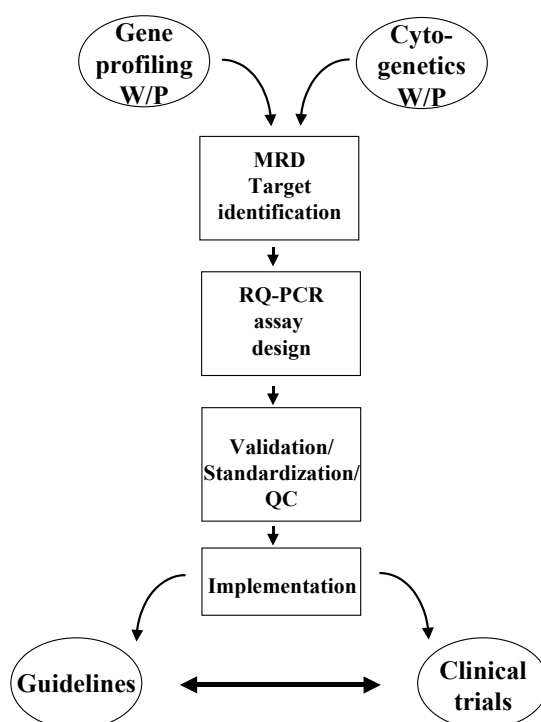 Gene
profiling
W/P
Cyto-
genetics
W/P
MRD
Target
identification
RQ-PCR
assay
design
Validation/
Standardization/
QC
Implementation
Guidelines
Clinical
trials